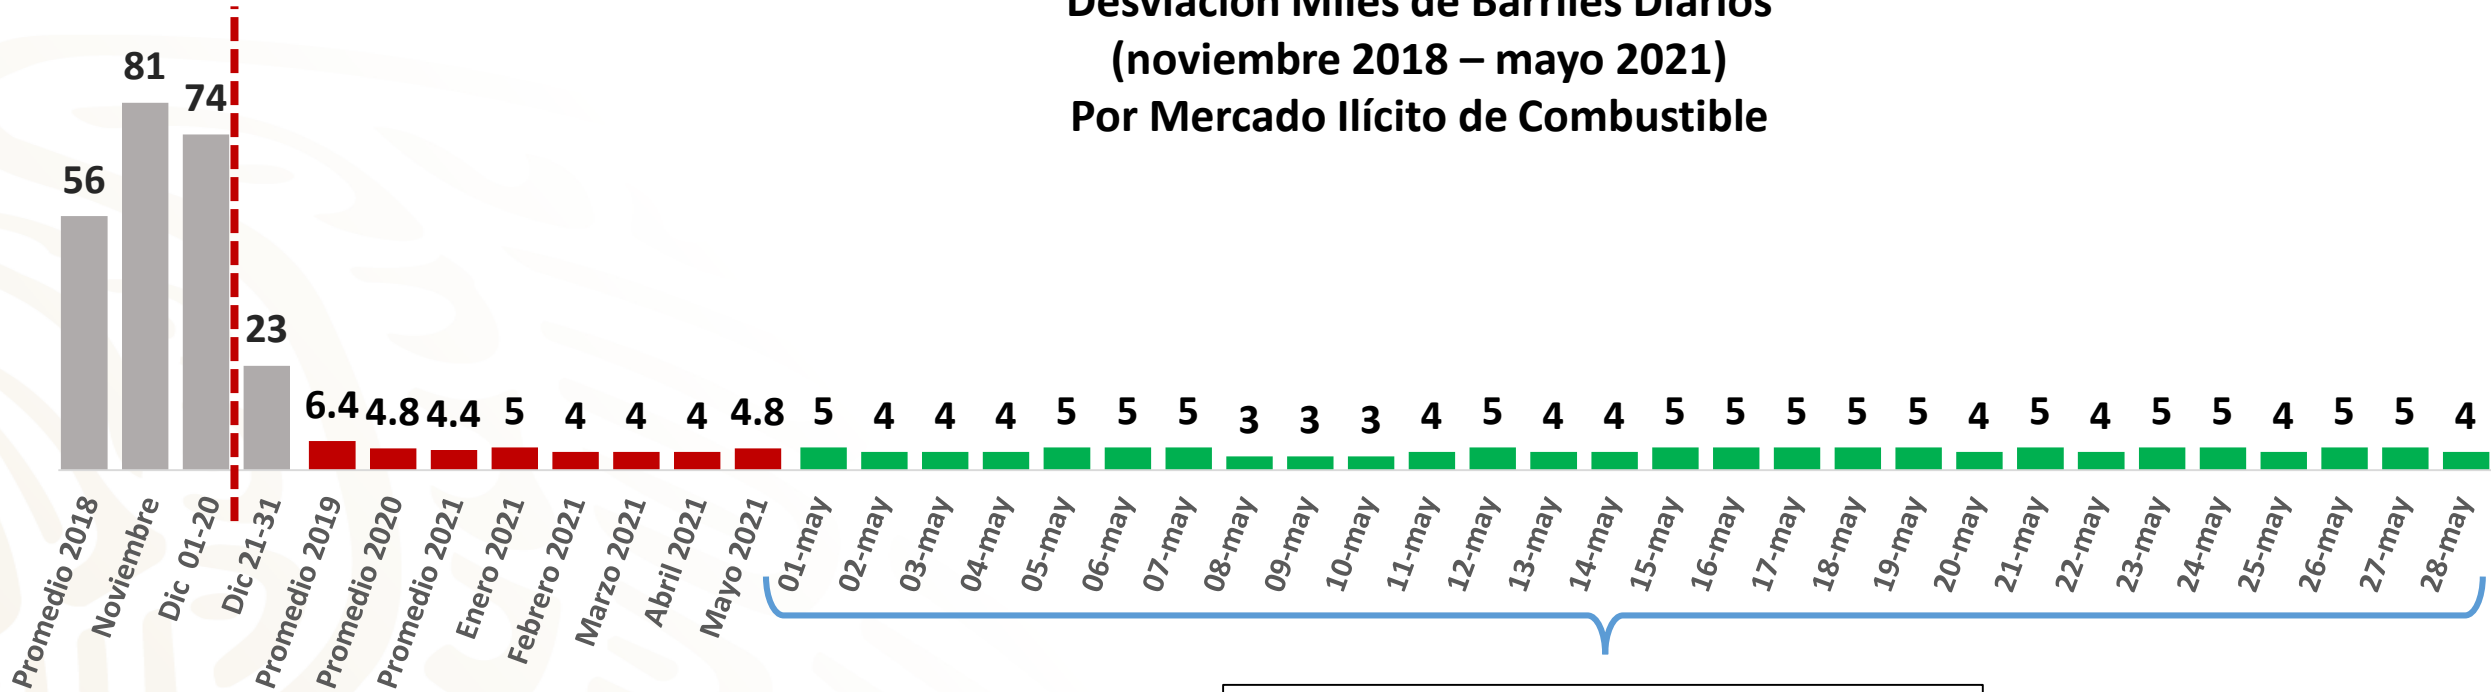 Desviación Miles de Barriles Diarios
(noviembre 2018 – mayo 2021)
Por Mercado Ilícito de Combustible
56
81
74
23
6.4
4.8
4.4
5
4
4
4
4.8
5
4
4
4
5
5
5
3
3
3
4
5
4
4
5
5
5
5
5
4
5
4
5
5
4
5
5
4
Promedio 2018
Noviembre
Dic 01-20
Dic 21-31
Promedio 2019
Promedio 2020
Promedio 2021
Enero 2021
Febrero 2021
Marzo 2021
Abril 2021
Mayo 2021
01-may
02-may
03-may
04-may
05-may
06-may
07-may
08-may
09-may
10-may
11-may
12-may
13-may
14-may
15-may
16-may
17-may
18-may
19-may
20-may
21-may
22-may
23-may
24-may
25-may
26-may
27-may
28-may